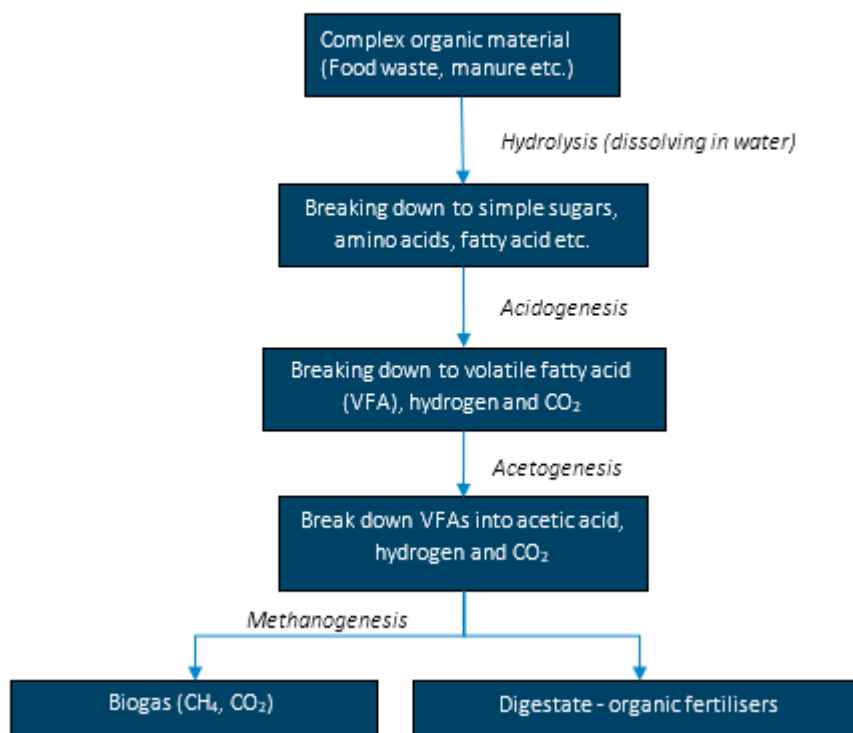 Complex organic material
(Food waste, manure etc.)
Hydrolysis (dissolving in water)
Breaking down to simple sugars,
amino acids, fatty acid etc.
Acidogenesis
Breaking down to volatile fatty acid
(VFA), hydrogen and CO₂
Acetogenesis
Break down VFAs into acetic acid,
hydrogen and CO₂
Methanogenesis
Biogas (CH₄, CO₂)
Digestate - organic fertilisers